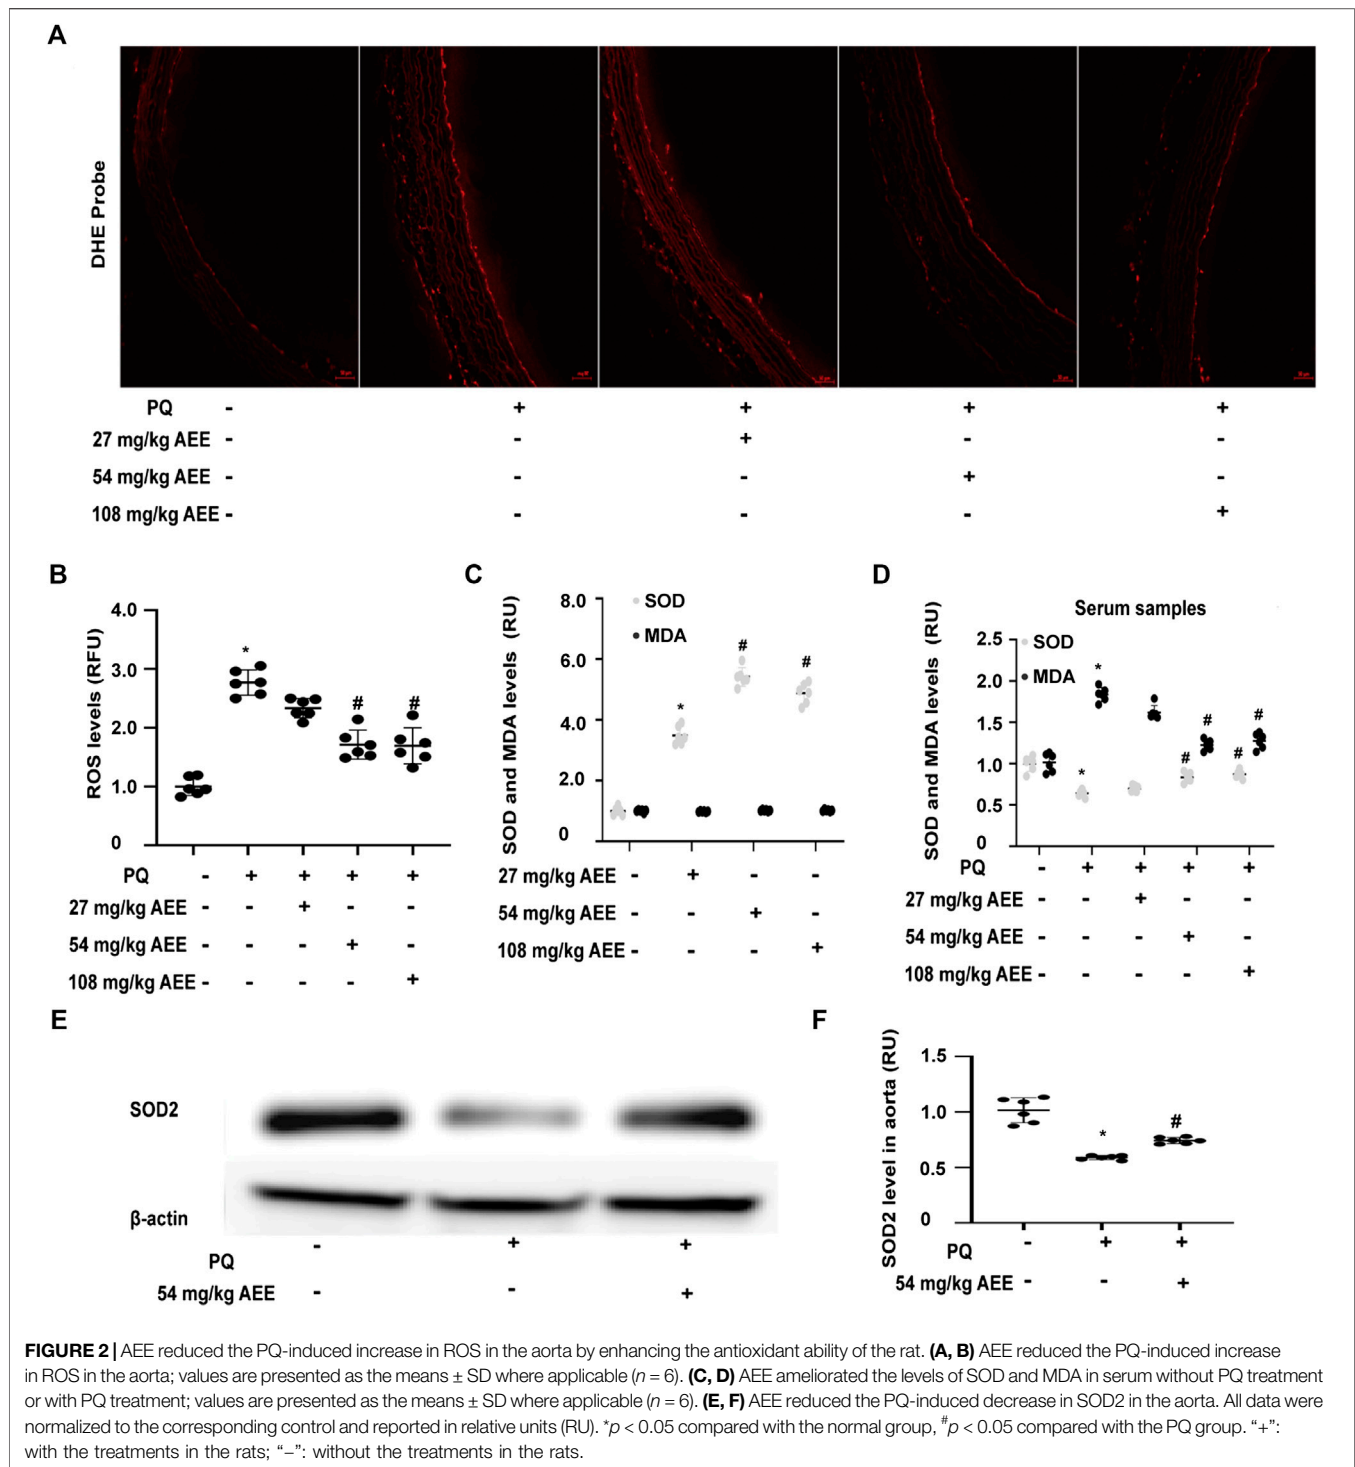 A
DHE Probe
PQ - + + + +
27 mg/kg AEE - - + - -
54 mg/kg AEE - - - + -
108 mg/kg AEE - - - - +
B
ROS levels (RFU)
4.0
3.0
2.0
1.0
0
*
#
#
PQ - + + + +
27 mg/kg AEE - - + - -
54 mg/kg AEE - - - + -
108 mg/kg AEE - - - - +
C
SOD and MDA levels (RU)
8.0
6.0
4.0
2.0
0
SOD
MDA
*
#
#
27 mg/kg AEE - + - -
54 mg/kg AEE - - + -
108 mg/kg AEE - - - +
D
Serum samples
SOD and MDA levels (RU)
2.5
2.0
1.5
1.0
0.5
0
SOD
MDA
*
*
#
#
#
#
PQ - + + + +
27 mg/kg AEE - - + - -
54 mg/kg AEE - - - + -
108 mg/kg AEE - - - - +
E
SOD2
β-actin
PQ - + +
54 mg/kg AEE - - +
F
SOD2 level in aorta (RU)
1.5
1.0
0.5
0
*
#
PQ - + +
54 mg/kg AEE - - +
FIGURE 2 | AEE reduced the PQ-induced increase in ROS in the aorta by enhancing the antioxidant ability of the rat. (A, B) AEE reduced the PQ-induced increase
in ROS in the aorta; values are presented as the means ± SD where applicable (n = 6). (C, D) AEE ameliorated the levels of SOD and MDA in serum without PQ treatment
or with PQ treatment; values are presented as the means ± SD where applicable (n = 6). (E, F) AEE reduced the PQ-induced decrease in SOD2 in the aorta. All data were
normalized to the corresponding control and reported in relative units (RU). *p < 0.05 compared with the normal group, #p < 0.05 compared with the PQ group. “+”:
with the treatments in the rats; “−”: without the treatments in the rats.